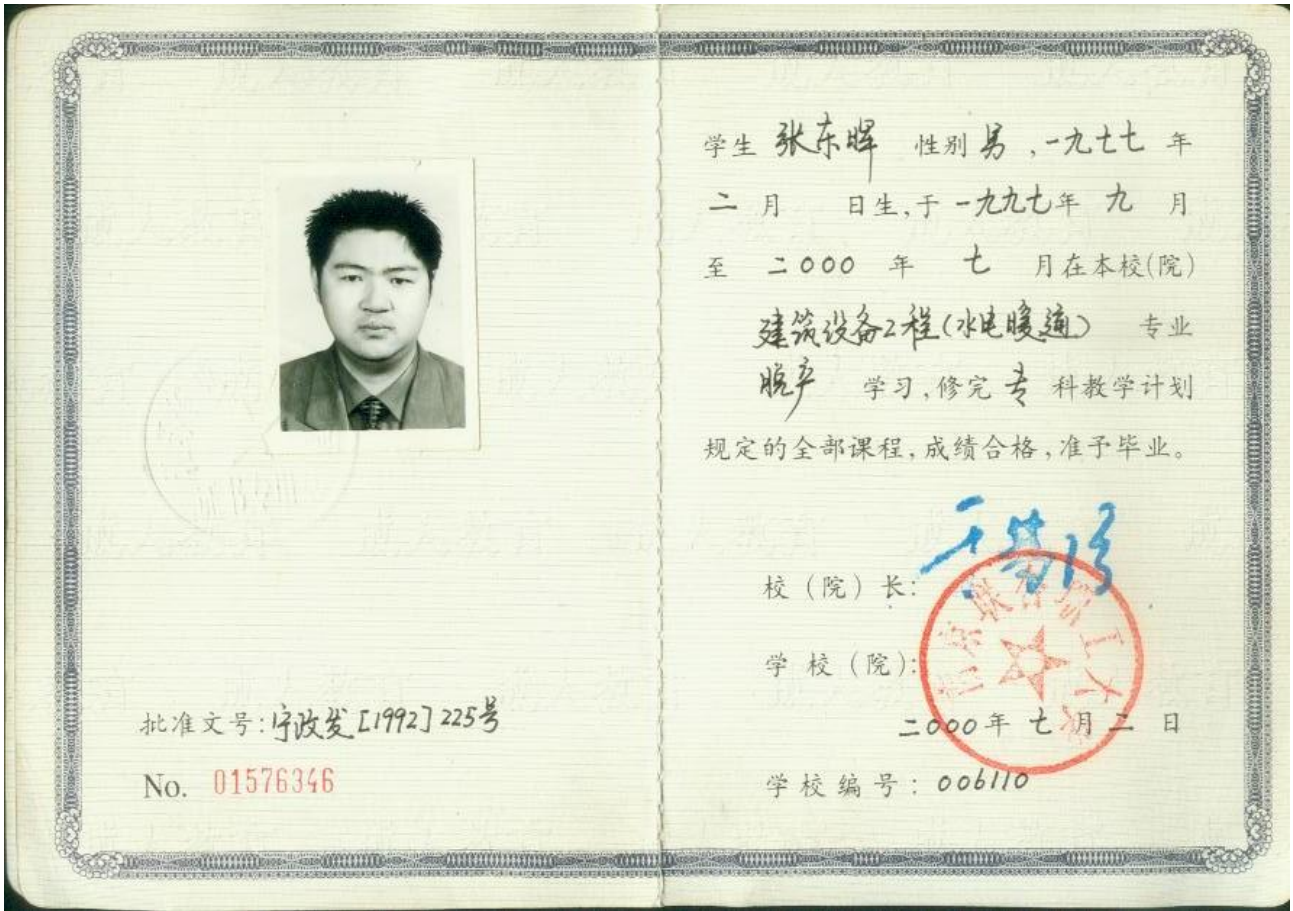 批准文号:宁政发[1992]225号
No. 01576346
学生 张东晖 性别 男,一九七七 年
二 月 日生,于 一九九七年 九 月
至 二000 年 七 月在本校(院)
建筑设备工程(水电暖通) 专业
脱产 学习,修完 专 科教学计划
规定的全部课程,成绩合格,准予毕业。
校(院)长:
学校(院):
二000年 七 月 二 日
学校编号:006110